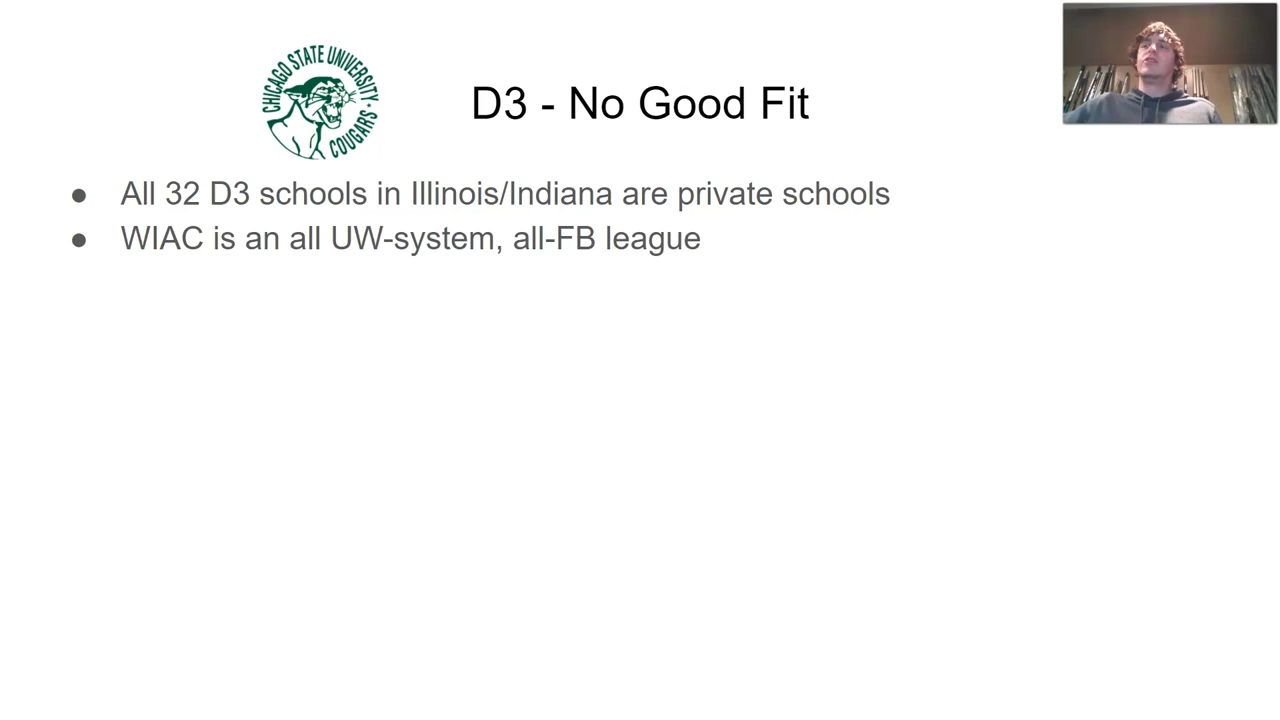 CHICAGO STATE UNIVERSITY
COUGARS
D3 - No Good Fit
● All 32 D3 schools in Illinois/Indiana are private schools
● WIAC is an all UW-system, all-FB league